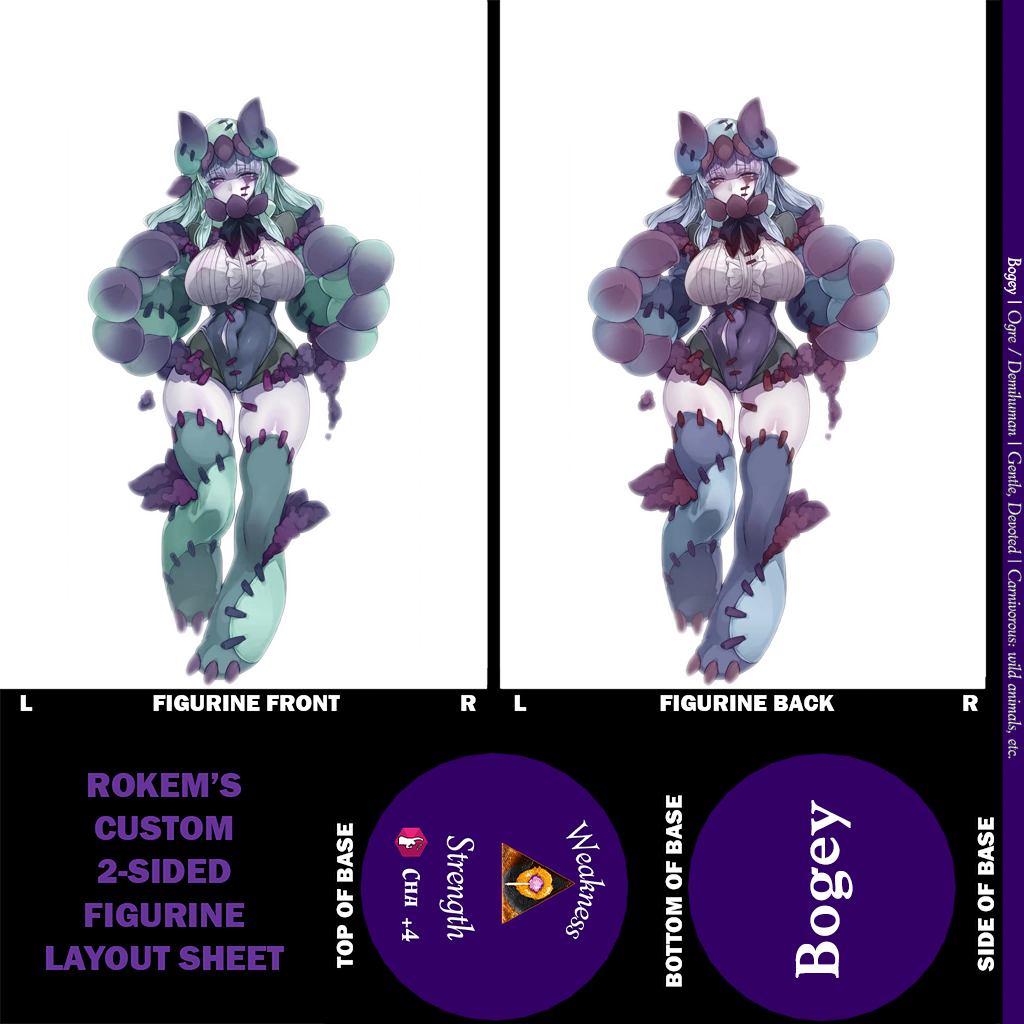 L FIGURINE FRONT R
L FIGURINE BACK R
Bogey | Ogre / Demihuman | Gentle, Devoted | Carnivorous: wild animals, etc.
ROKEM'S
CUSTOM
2-SIDED
FIGURINE
LAYOUT SHEET
TOP OF BASE
Weakness
Strength
CHA +4
BOTTOM OF BASE
Bogey
SIDE OF BASE